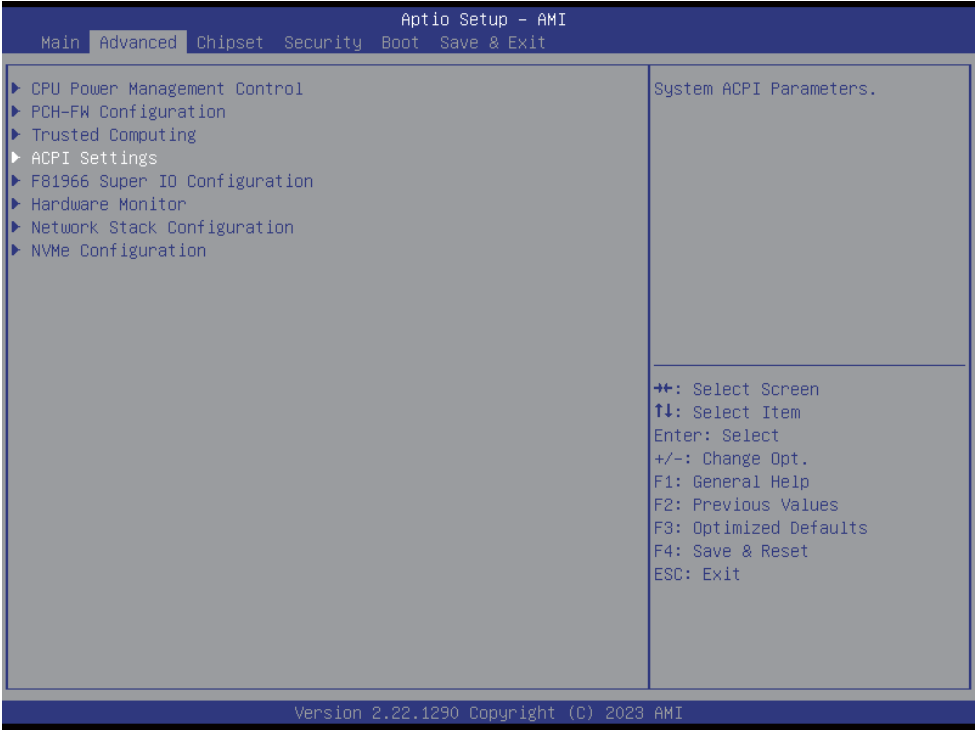 Aptio Setup – AMI
Main Advanced Chipset Security Boot Save & Exit
CPU Power Management Control
PCH-FW Configuration
Trusted Computing
ACPI Settings
F81966 Super IO Configuration
Hardware Monitor
Network Stack Configuration
NVMe Configuration
System ACPI Parameters.
→←: Select Screen
↑↓: Select Item
Enter: Select
+/-: Change Opt.
F1: General Help
F2: Previous Values
F3: Optimized Defaults
F4: Save & Reset
ESC: Exit
Version 2.22.1290 Copyright (C) 2023 AMI